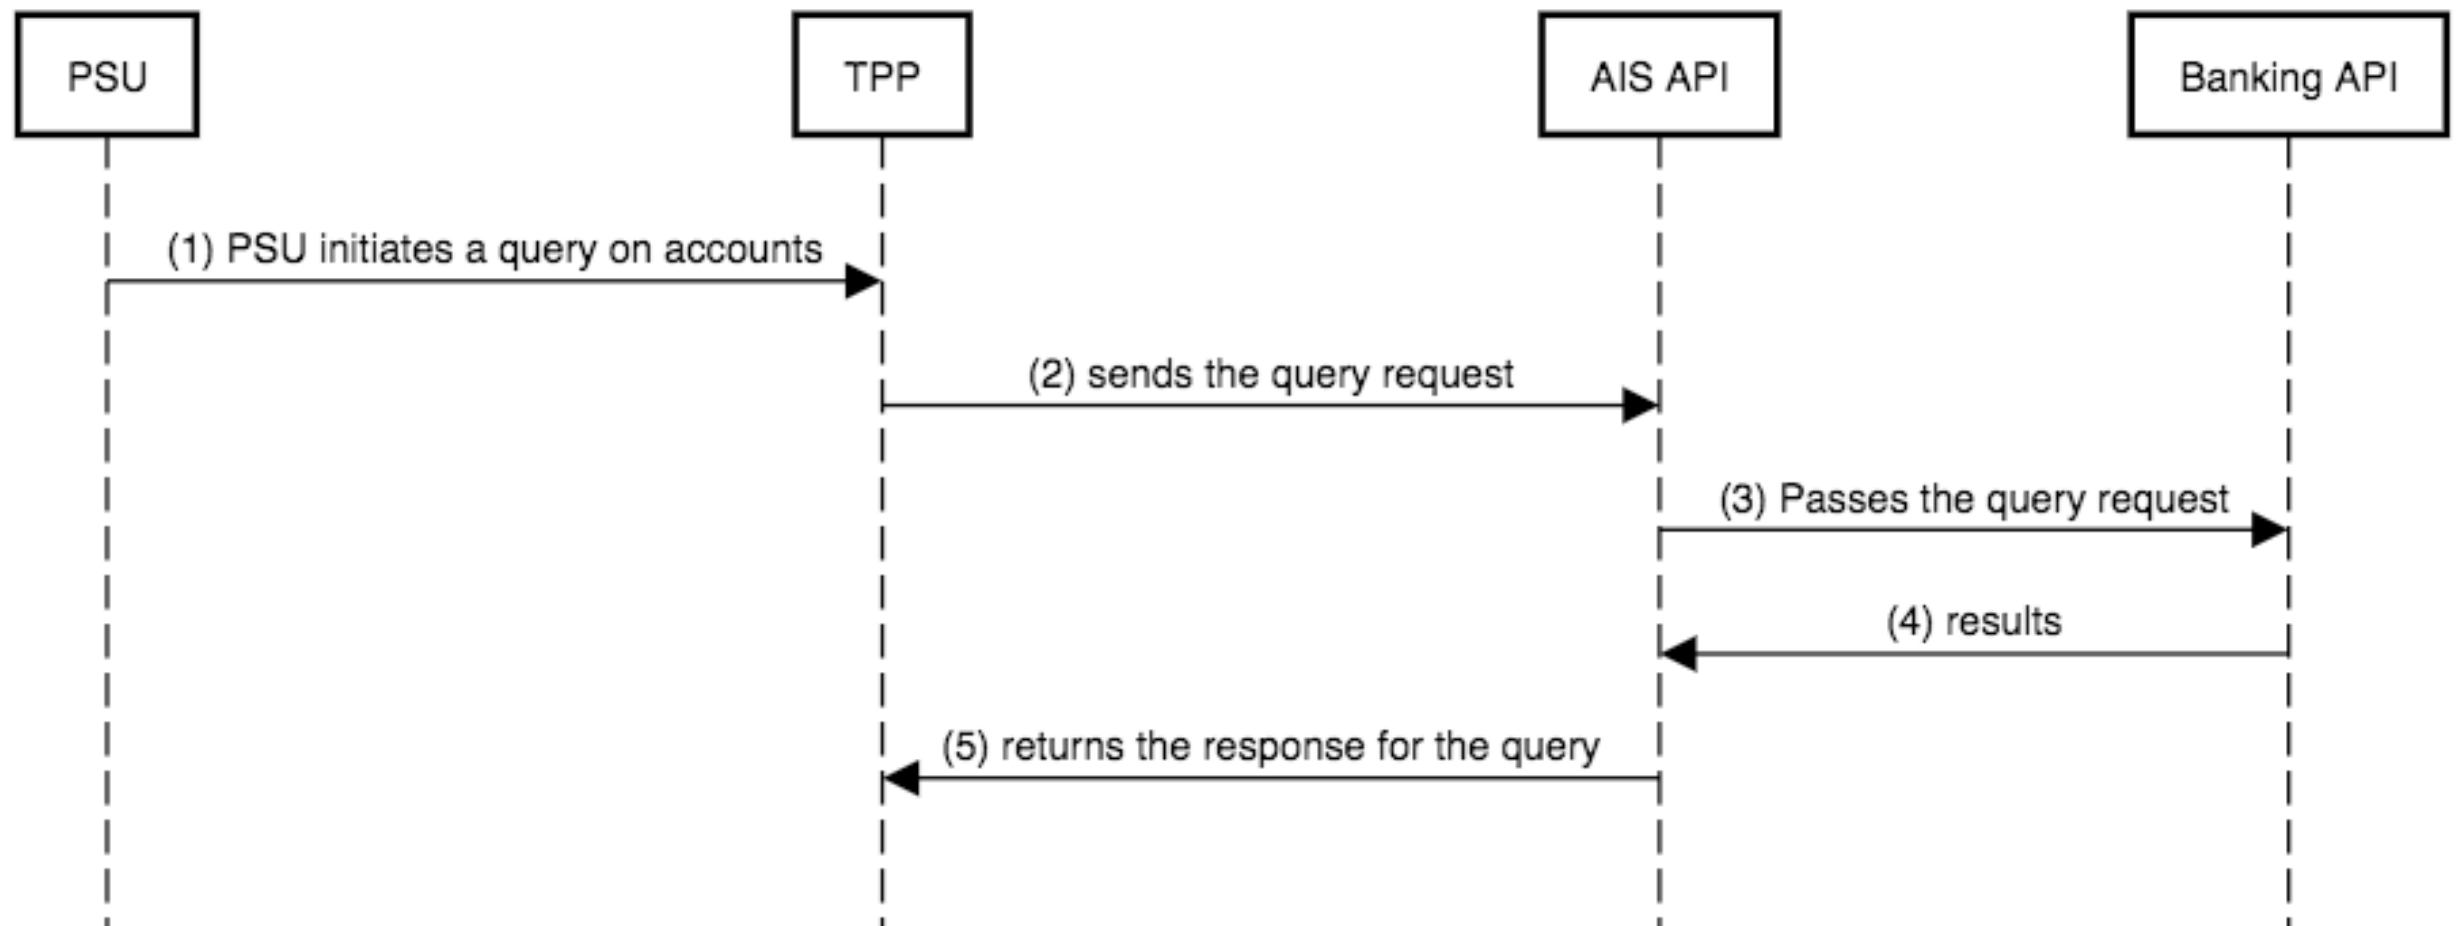 PSU
TPP
AIS API
Banking API
(1) PSU initiates a query on accounts
(2) sends the query request
(3) Passes the query request
(4) results
(5) returns the response for the query